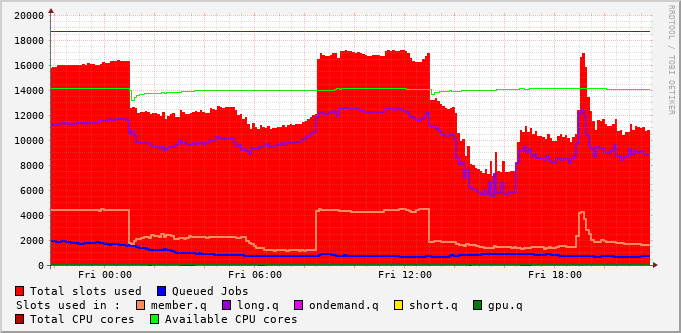 RRDTOOL / TOBI OETIKER
20000
18000
16000
14000
12000
10000
8000
6000
4000
2000
0
Fri 00:00 Fri 06:00 Fri 12:00 Fri 18:00
Total slots used Queued Jobs
Slots used in : member.q long.q ondemand.q short.q gpu.q
Total CPU cores Available CPU cores